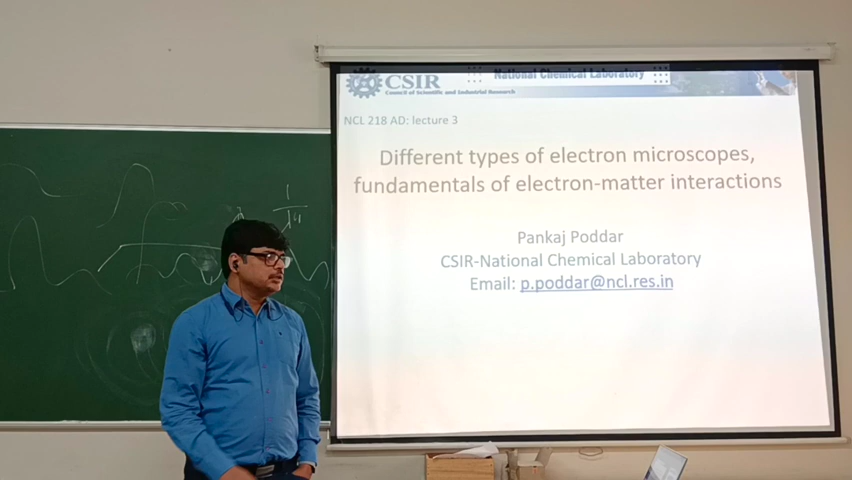 CSIR
Council of Scientific and Industrial Research
National Chemical Laboratory
NCL 218 AD: lecture 3
Different types of electron microscopes,
fundamentals of electron-matter interactions
Pankaj Poddar
CSIR-National Chemical Laboratory
Email: p.poddar@ncl.res.in